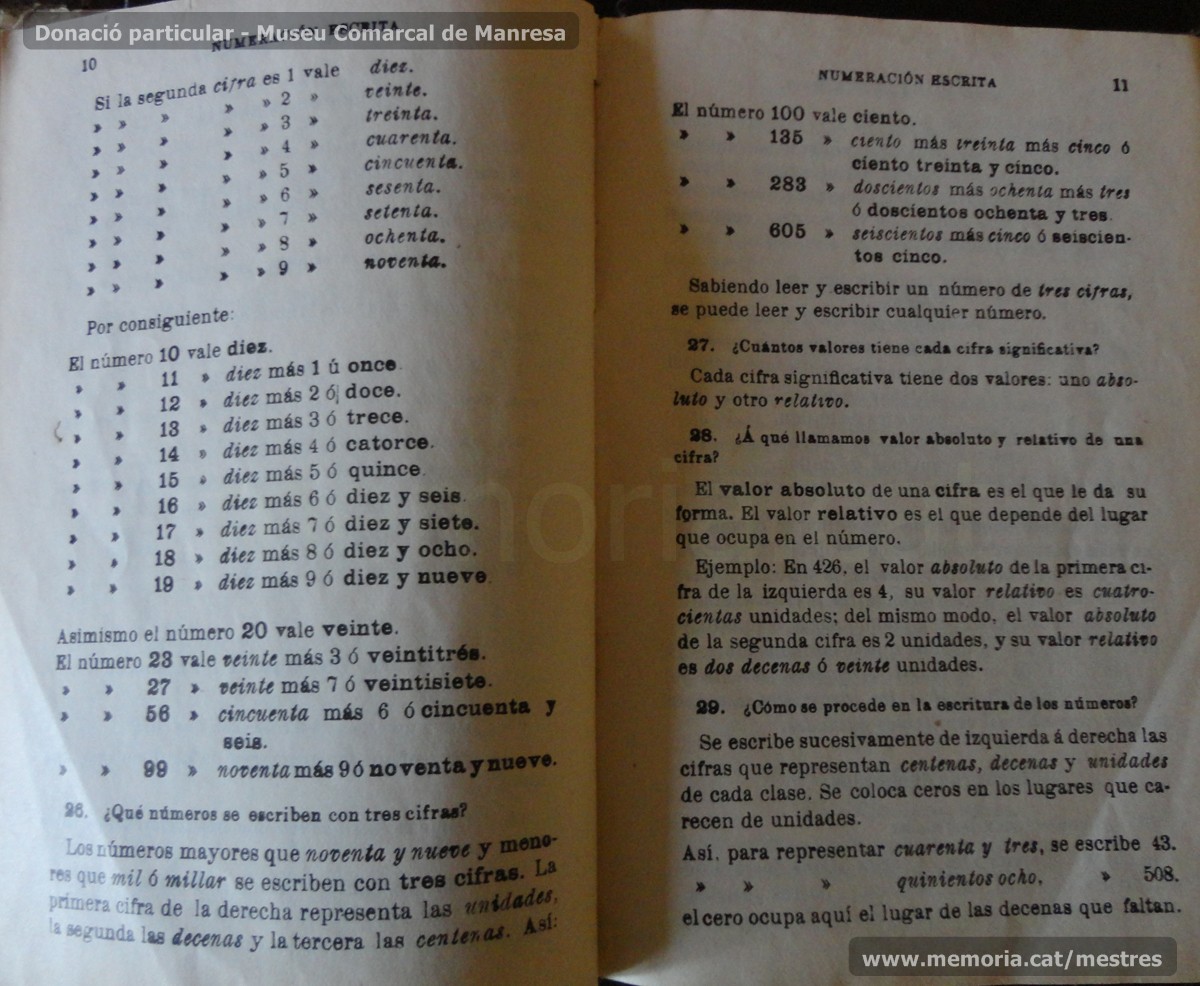 Donació particular - Museu Comarcal de Manresa
NUMERACIÓN ESCRITA
10
Si la segunda cifra es 1 vale diez.
» » » » » 2 » veinte.
» » » » » 3 » treinta.
» » » » » 4 » cuarenta.
» » » » » 5 » cincuenta.
» » » » » 6 » sesenta.
» » » » » 7 » setenta.
» » » » » 8 » ochenta.
» » » » » 9 » noventa.
Por consiguiente:
El número 10 vale diez.
» » 11 » diez más 1 ú once.
» » 12 » diez más 2 ó doce.
» » 13 » diez más 3 ó trece.
» » 14 » diez más 4 ó catorce.
» » 15 » diez más 5 ó quince.
» » 16 » diez más 6 ó diez y seis.
» » 17 » diez más 7 ó diez y siete.
» » 18 » diez más 8 ó diez y ocho.
» » 19 » diez más 9 ó diez y nueve.
Asimismo el número 20 vale veinte.
El número 23 vale veinte más 3 ó veintitrés.
» » 27 » veinte más 7 ó veintisiete.
» » 56 » cincuenta más 6 ó cincuenta y
seis.
» » 99 » noventa más 9 ó noventa y nueve.
26. ¿Qué números se escriben con tres cifras?
Los números mayores que noventa y nueve y meno-
res que mil ó millar se escriben con tres cifras. La
primera cifra de la derecha representa las unidades,
la segunda las decenas y la tercera las centenas. Así:
NUMERACIÓN ESCRITA 11
El número 100 vale ciento.
» » 135 » ciento más treinta más cinco ó
ciento treinta y cinco.
» » 283 » doscientos más ochenta más tres
ó doscientos ochenta y tres.
» » 605 » seiscientos más cinco ó seiscien-
tos cinco.
Sabiendo leer y escribir un número de tres cifras,
se puede leer y escribir cualquier número.
27. ¿Cuántos valores tiene cada cifra significativa?
Cada cifra significativa tiene dos valores: uno abso-
luto y otro relativo.
28. ¿Á qué llamamos valor absoluto y relativo de una
cifra?
El valor absoluto de una cifra es el que le da su
forma. El valor relativo es el que depende del lugar
que ocupa en el número.
Ejemplo: En 426, el valor absoluto de la primera ci-
fra de la izquierda es 4, su valor relativo es cuatro-
cientas unidades; del mismo modo, el valor absoluto
de la segunda cifra es 2 unidades, y su valor relativo
es dos decenas ó veinte unidades.
29. ¿Cómo se procede en la escritura de los números?
Se escribe sucesivamente de izquierda á derecha las
cifras que representan centenas, decenas y unidades
de cada clase. Se coloca ceros en los lugares que ca-
recen de unidades.
Así, para representar cuarenta y tres, se escribe 43.
» » » quinientos ocho, » 508.
el cero ocupa aquí el lugar de las decenas que faltan.
www.memoria.cat/mestres